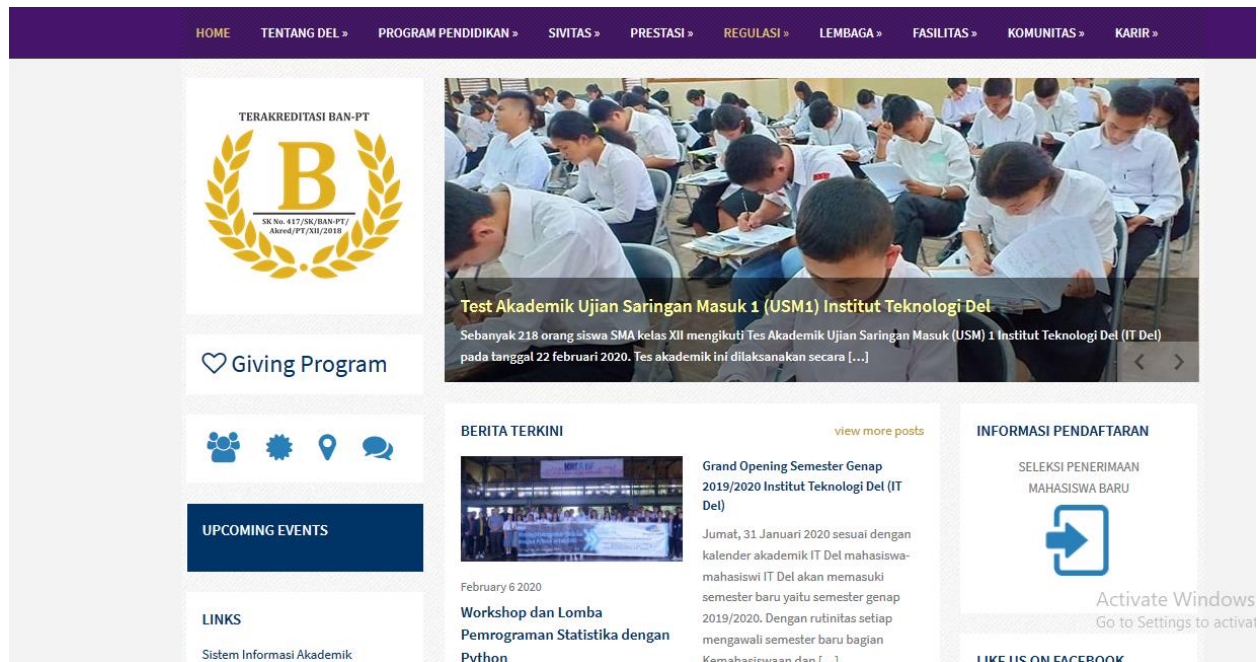 HOME TENTANG DEL » PROGRAM PENDIDIKAN » SIVITAS » PRESTASI » REGULASI » LEMBAGA » FASILITAS » KOMUNITAS » KARIR »
TERAKREDITASI BAN-PT
B
SK No. 417/SK/BAN-PT/
Akred/PT/XII/2018
Test Akademik Ujian Saringan Masuk 1 (USM1) Institut Teknologi Del
Sebanyak 218 orang siswa SMA kelas XII mengikuti Tes Akademik Ujian Saringan Masuk (USM) 1 Institut Teknologi Del (IT Del)
pada tanggal 22 februari 2020. Tes akademik ini dilaksanakan secara [...]
Giving Program
UPCOMING EVENTS
LINKS
Sistem Informasi Akademik
BERITA TERKINI
view more posts
February 6 2020
Workshop dan Lomba
Pemrograman Statistika dengan
Python
Grand Opening Semester Genap
2019/2020 Institut Teknologi Del (IT
Del)
Jumat, 31 Januari 2020 sesuai dengan
kalender akademik IT Del mahasiswa-
mahasiswi IT Del akan memasuki
semester baru yaitu semester genap
2019/2020. Dengan rutinitas setiap
mengawali semester baru bagian
Kemahasiswaan dan [...]
INFORMASI PENDAFTARAN
SELEKSI PENERIMAAN
MAHASISWA BARU
Activate Windows
Go to Settings to activat
LIKE US ON FACEBOOK